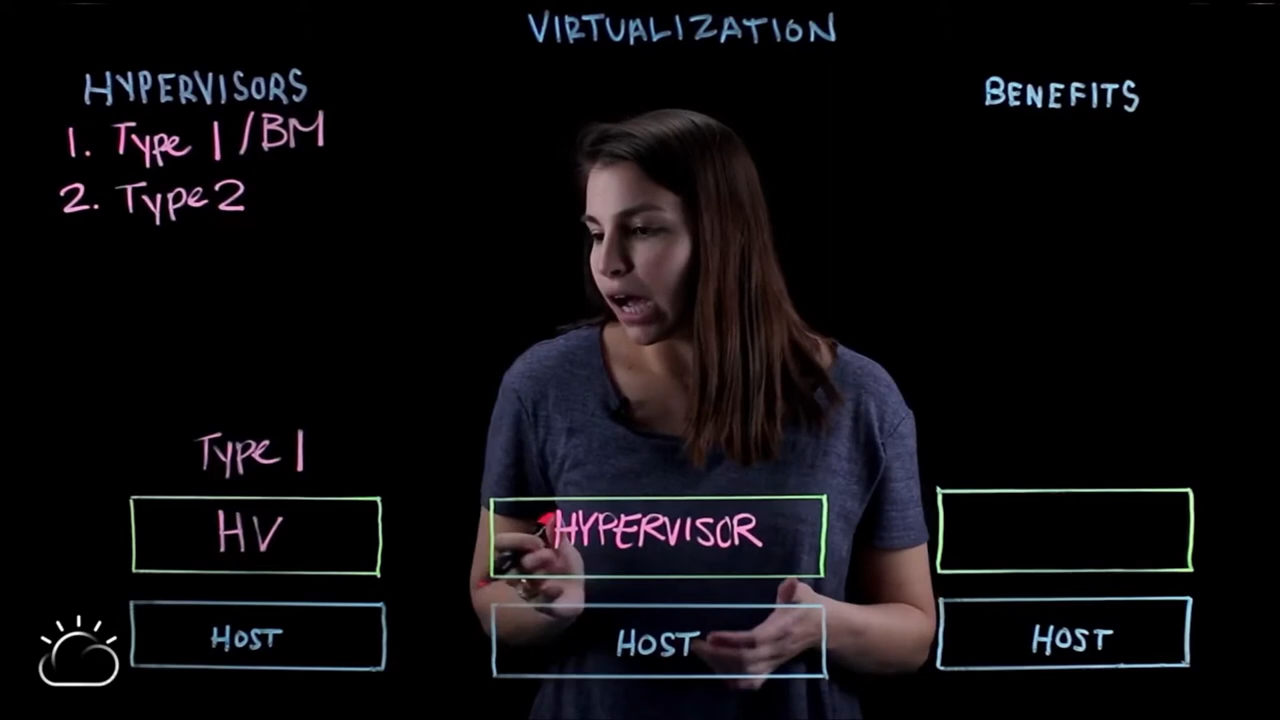 VIRTUALIZATION
HYPERVISORS
1. Type 1/BM
2. Type 2
BENEFITS
Type 1
HV
HYPERVISOR
HOST
HOST
HOST